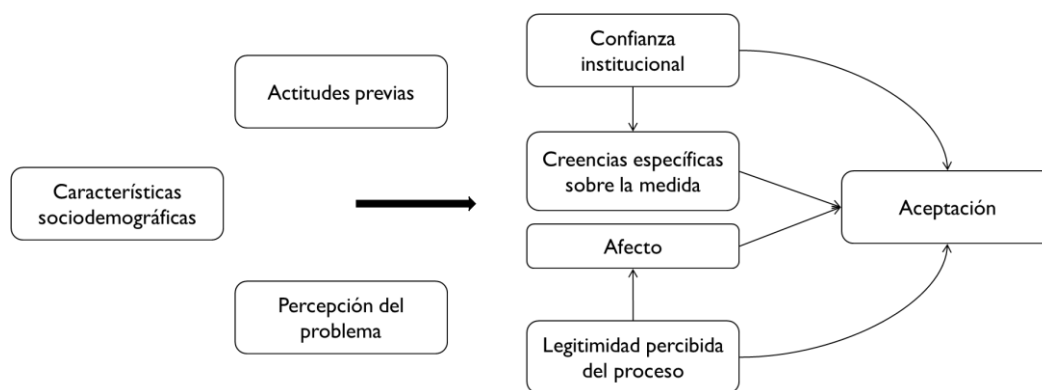 Confianza
institucional
Actitudes previas
Creencias específicas
sobre la medida
Características
sociodemográficas
Aceptación
Afecto
Percepción del
problema
Legitimidad percibida
del proceso